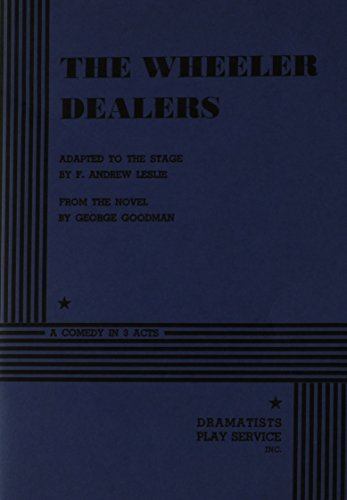 THE WHEELER
DEALERS
ADAPTED TO THE STAGE
BY F. ANDREW LESLIE
FROM THE NOVEL
BY GEORGE GOODMAN
A COMEDY IN 3 ACTS
DRAMATISTS
PLAY SERVICE
INC.